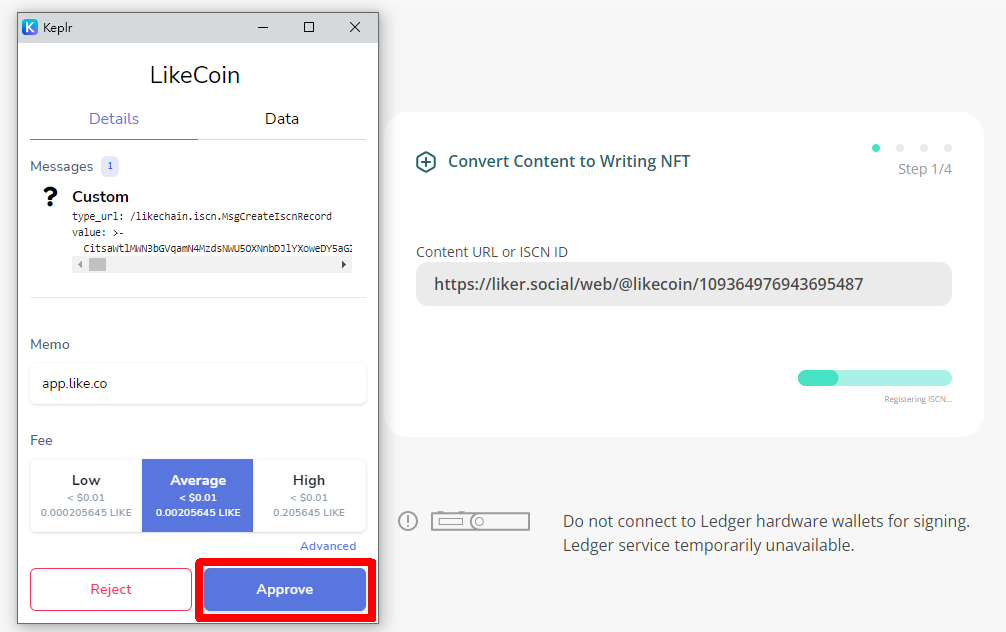 Keplr
LikeCoin
Details
Data
Messages 1
? Custom
type_url: /likechain.iscn.MsgCreateIscnRecord
value: >-
CitsaWtlMWN3bGVqamN4MzdsNWU5OXNnbDJlYXoweDY5aG2
Memo
app.like.co
Fee
Low
< $0.01
0.000205645 LIKE
Average
< $0.01
0.00205645 LIKE
High
< $0.01
0.205645 LIKE
Advanced
Reject
Approve
Convert Content to Writing NFT
Step 1/4
Content URL or ISCN ID
https://liker.social/web/@likecoin/109364976943695487
Registering ISCN...
Do not connect to Ledger hardware wallets for signing.
Ledger service temporarily unavailable.